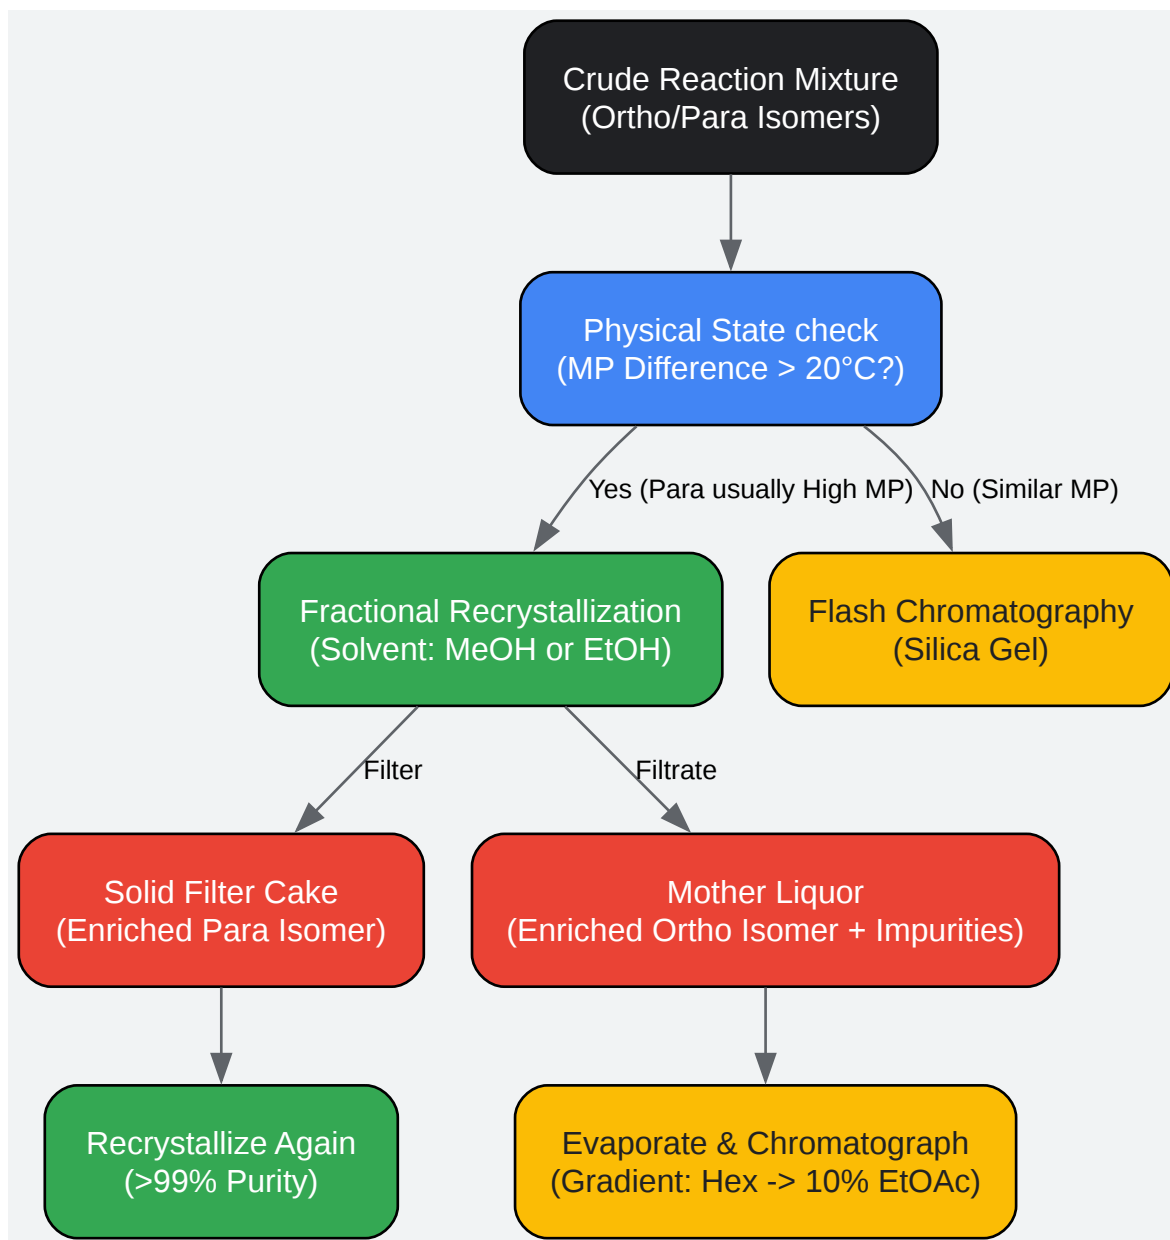 Crude Reaction Mixture
(Ortho/Para Isomers)
Physical State check
(MP Difference > 20°C?)
Yes (Para usually High MP)
No (Similar MP)
Fractional Recrystallization
(Solvent: MeOH or EtOH)
Flash Chromatography
(Silica Gel)
Filter
Filtrate
Solid Filter Cake
(Enriched Para Isomer)
Mother Liquor
(Enriched Ortho Isomer + Impurities)
Recrystallize Again
(>99% Purity)
Evaporate & Chromatograph
(Gradient: Hex -> 10% EtOAc)